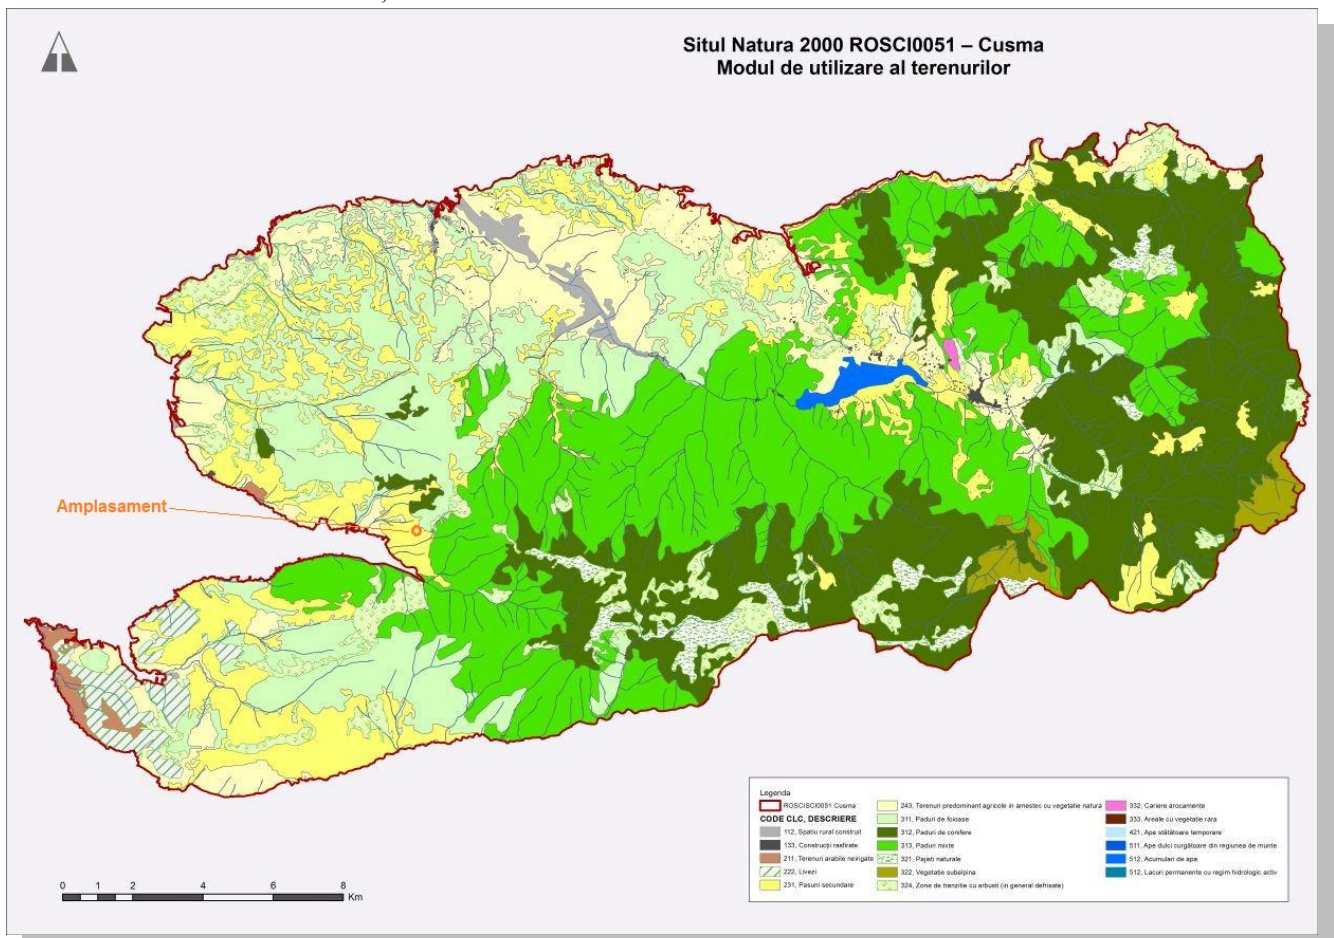 Situl Natura 2000 ROSCI0051 – Cusma
Modul de utilizare al terenurilor
Amplasament
Legenda
ROSCISCI0051 Cusma
CODE CLC, DESCRIERE
112, Spatiu rural construit
133, Construcții rasfirate
211, Terenuri arabile neirigate
222, Livezi
231, Pasuni secundare
243, Terenuri predominant agricole in amestec cu vegetatie natura
311, Paduri de foioase
312, Paduri de conifere
313, Paduri mixte
321, Pajisti naturale
322, Vegetatie subalpina
324, Zone de tranzitie cu arbusti (in general defrisate)
332, Cariere arocamente
333, Areale cu vegetatie rara
421, Ape stătătoare temporare
511, Ape dulci curgătoare din regiunea de munte
512, Acumulari de apa
512, Lacuri permanente cu regim hidrologic activ
0 1 2 4 6 8
Km